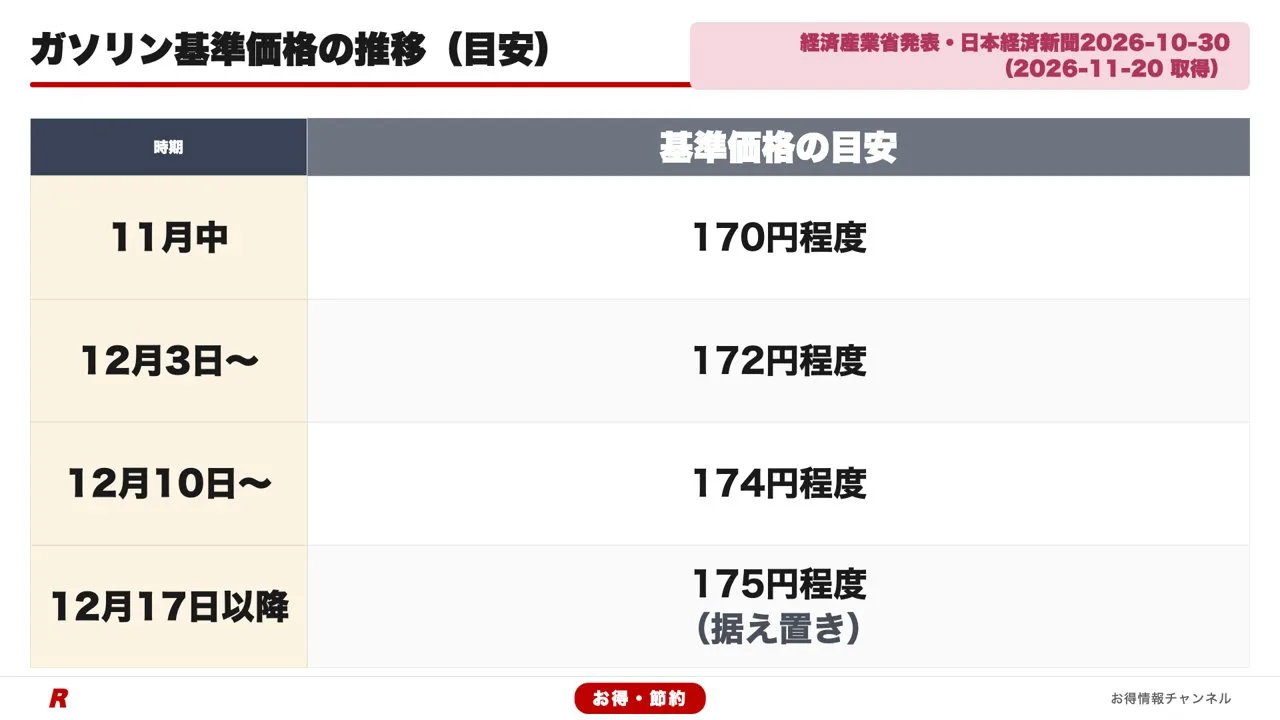 ガソリン基準価格の推移（目安）
経済産業省発表・日本経済新聞2026-10-30
（2026-11-20 取得）
時期
基準価格の目安
11月中
170円程度
12月3日〜
172円程度
12月10日〜
174円程度
12月17日以降
175円程度
（据え置き）
R
お得・節約
お得情報チャンネル